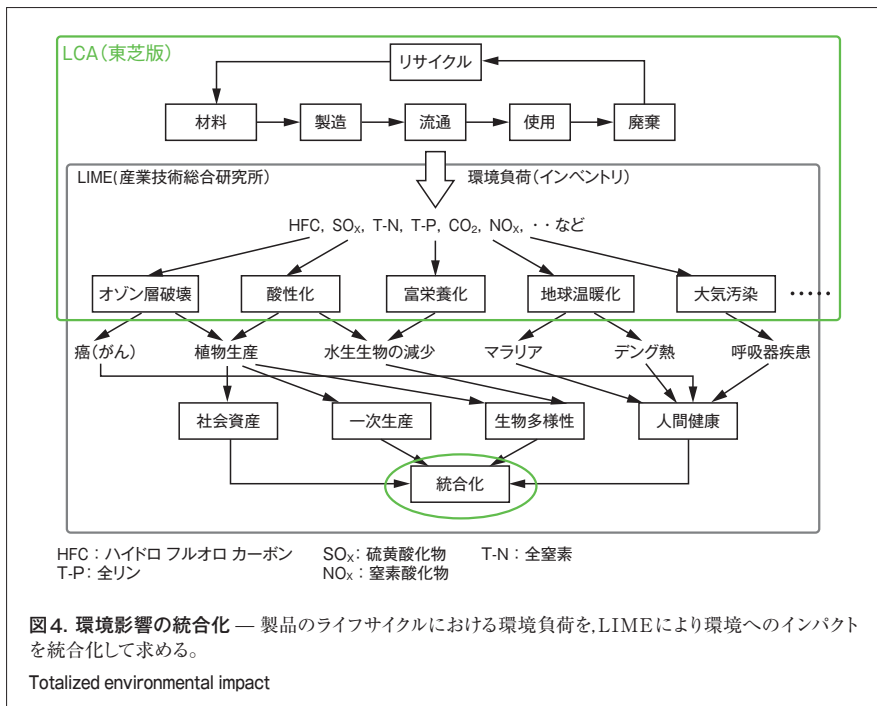 LCA(東芝版)
リサイクル
材料 製造 流通 使用 廃棄
LIME(産業技術総合研究所) 環境負荷(インベントリ)
HFC, SOX, T-N, T-P, CO2, NOX, ・・など
オゾン層破壊 酸性化 富栄養化 地球温暖化 大気汚染 ・・・・・
癌(がん) 植物生産 水生生物の減少 マラリア デング熱 呼吸器疾患
社会資産 一次生産 生物多様性 人間健康
統合化
HFC:ハイドロ フルオロ カーボン SOX:硫黄酸化物 T-N:全窒素
T-P:全リン NOX:窒素酸化物
図4. 環境影響の統合化 — 製品のライフサイクルにおける環境負荷を,LIMEにより環境へのインパクト
を統合化して求める。
Totalized environmental impact